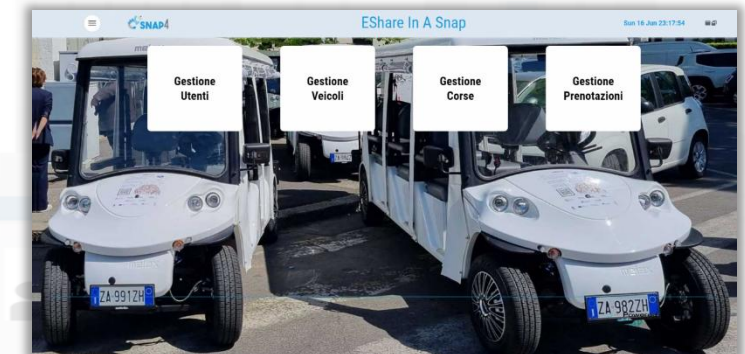 SNAP4
EShare In A Snap
Sun 16 Jun 23:17:54
Gestione
Utenti
Gestione
Veicoli
Gestione
Corse
Gestione
Prenotazioni
I ZA 991ZH
I ZA 982ZH